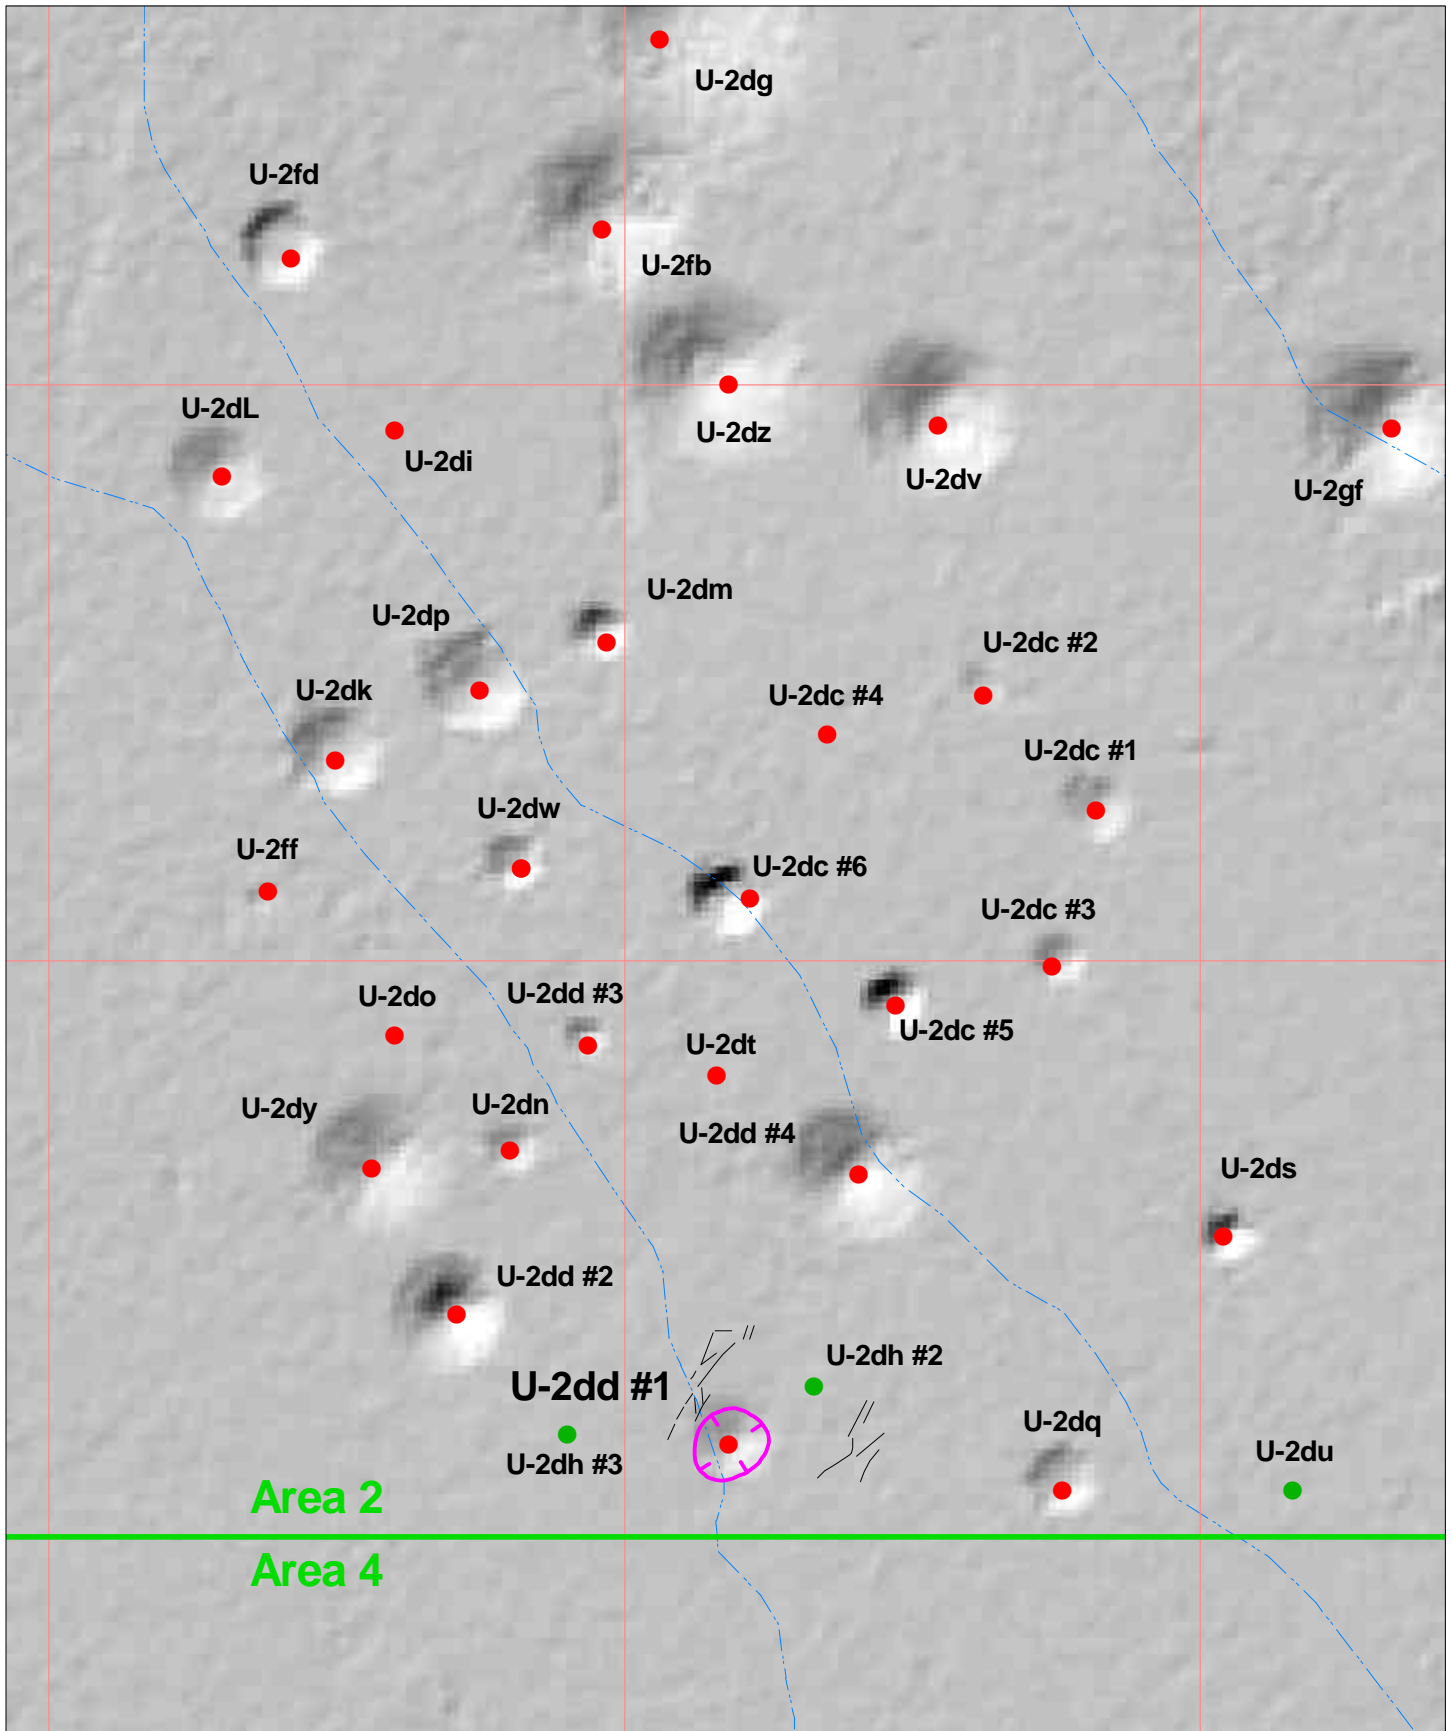 U-2dg
U-2fd
U-2fb
U-2dL
U-2di
U-2dz
U-2dv
U-2gf
U-2dm
U-2dp
U-2dc #2
U-2dk
U-2dc #4
U-2dc #1
U-2dw
U-2ff
U-2dc #6
U-2dc #3
U-2do
U-2dd #3
U-2dc #5
U-2dt
U-2dy
U-2dn
U-2dd #4
U-2ds
U-2dd #2
U-2dh #2
U-2dd #1
U-2dq
U-2dh #3
U-2du
Area 2
Area 4